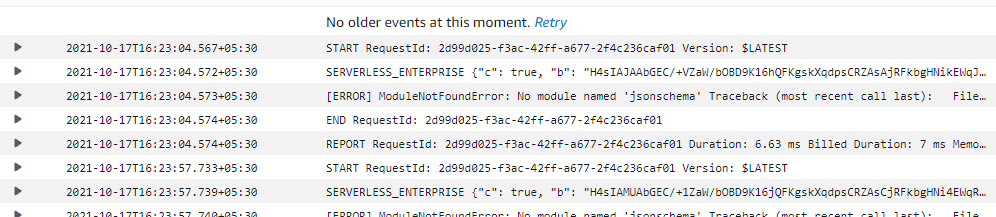 No older events at this moment. Retry
2021-10-17T16:23:04.567+05:30 START RequestId: 2d99d025-f3ac-42ff-a677-2f4c236caf01 Version: $LATEST
2021-10-17T16:23:04.572+05:30 SERVERLESS_ENTERPRISE {"c": true, "b": "H4sIAJAAbGEC/+VZaW/bOBD9K16hQFKgskXqdpsCRZAsAjRFkbgHNikEWqJ…
2021-10-17T16:23:04.573+05:30 [ERROR] ModuleNotFoundError: No module named 'jsonschema' Traceback (most recent call last): File…
2021-10-17T16:23:04.574+05:30 END RequestId: 2d99d025-f3ac-42ff-a677-2f4c236caf01
2021-10-17T16:23:04.574+05:30 REPORT RequestId: 2d99d025-f3ac-42ff-a677-2f4c236caf01 Duration: 6.63 ms Billed Duration: 7 ms Memo…
2021-10-17T16:23:57.733+05:30 START RequestId: 2d99d025-f3ac-42ff-a677-2f4c236caf01 Version: $LATEST
2021-10-17T16:23:57.739+05:30 SERVERLESS_ENTERPRISE {"c": true, "b": "H4sIAMUAbGEC/+1ZaW/bOBD9K16jQFKgskXqdpsCRZAsCjRFkbgHNi4EWqR…
2021-10-17T16:23:57.740+05:30 [ERROR] ModuleNotFoundError: No module named 'jsonschema' Traceback (most recent call last): File…